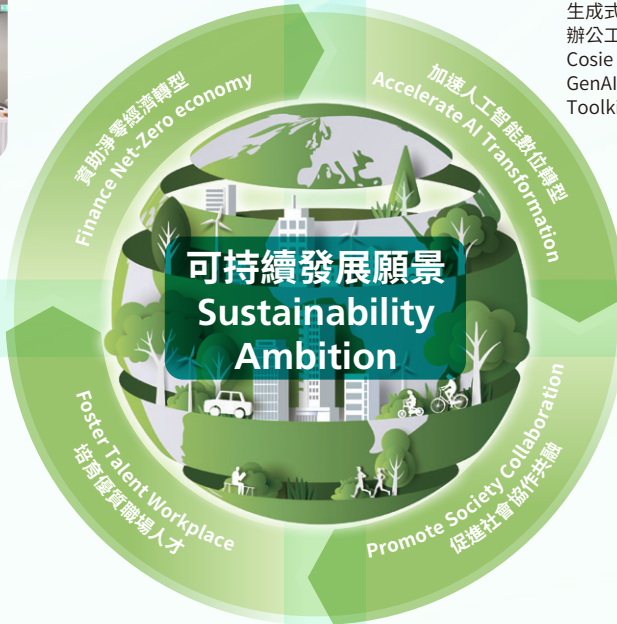 生成式
辦公工
Cosie
GenAI
Toolki
資助淨零經濟轉型
Finance Net-Zero economy
加速人工智能數位轉型
Accelerate AI Transformation
可持續發展願景
Sustainability
Ambition
Foster Talent Workplace
培育優質職場人才
Promote Society Collaboration
促進社會協作共融